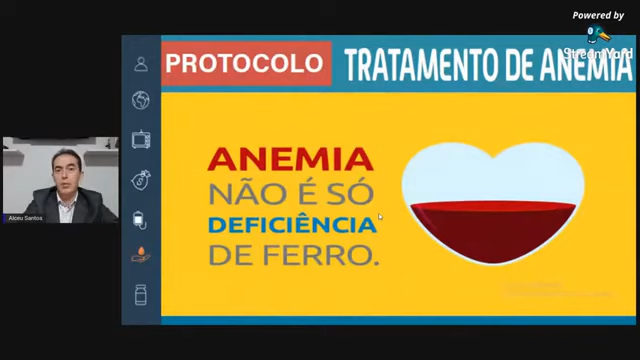 Powered by
StreamYard
PROTOCOLO
TRATAMENTO DE ANEMIA
ANEMIA
NÃO É SÓ
DEFICIÊNCIA
DE FERRO.
Alceu Santos